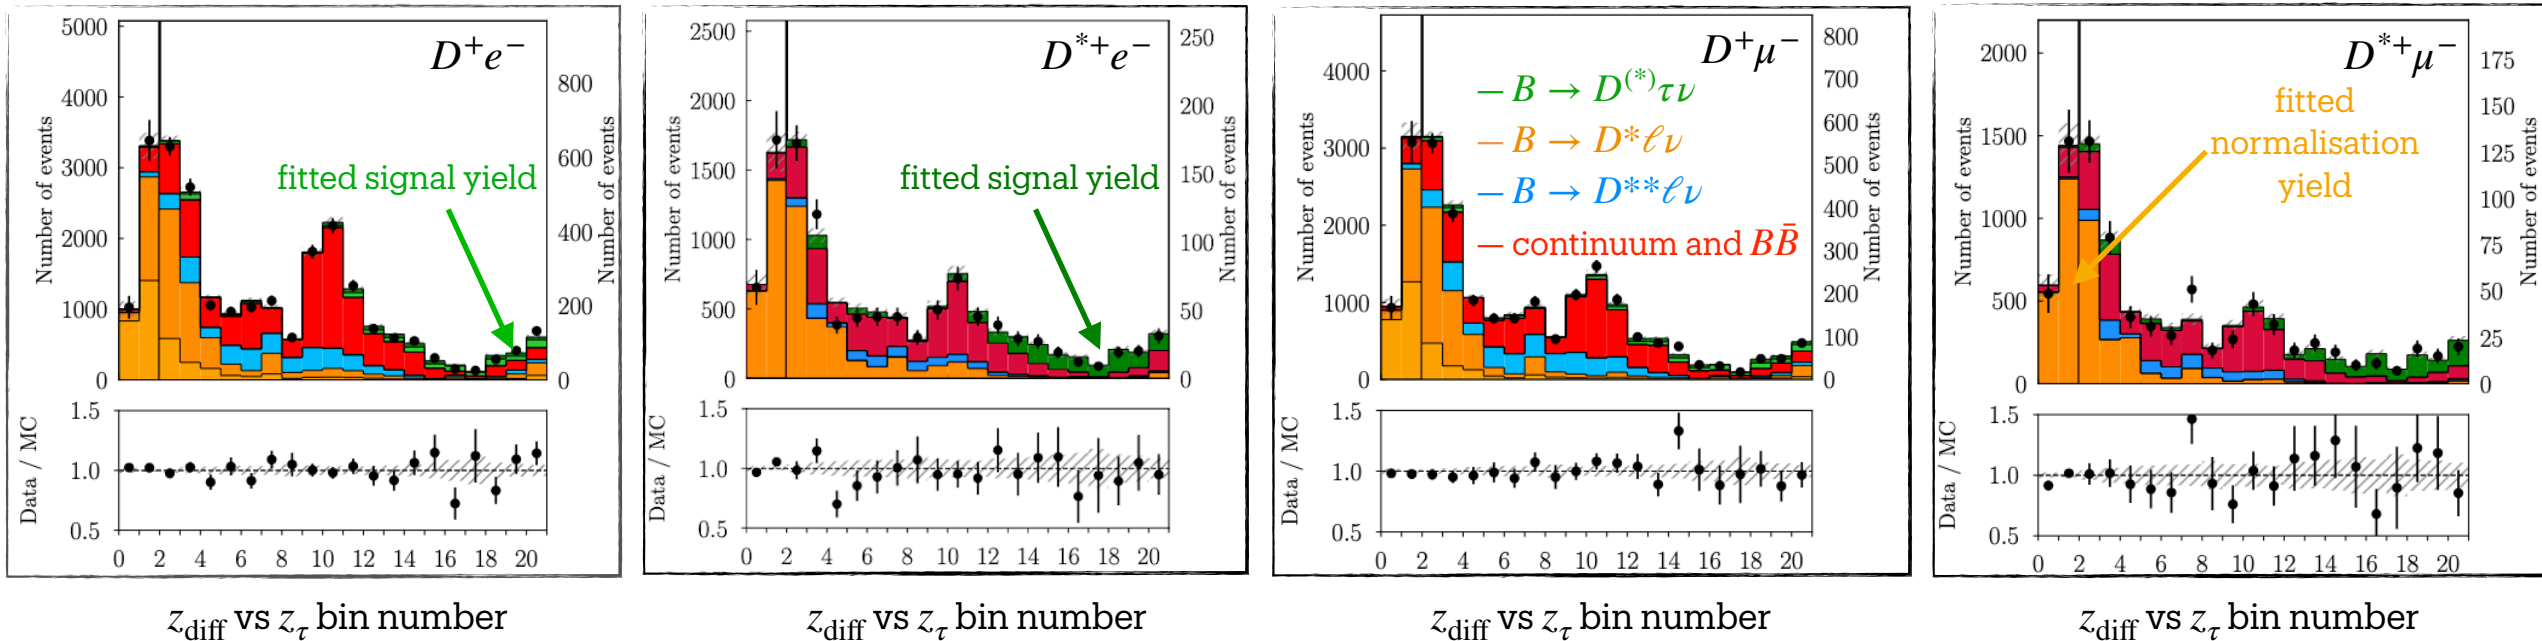 D⁺e⁻
5000
4000
3000
2000
1000
0
Number of events
800
600
400
200
0
Number of events
fitted signal yield
1.5
1.0
0.5
Data / MC
0 2 4 6 8 10 12 14 16 18 20
z_diff vs z_τ bin number
D*⁺e⁻
2500
2000
1500
1000
500
0
Number of events
250
200
150
100
50
0
Number of events
fitted signal yield
1.5
1.0
0.5
Data / MC
0 2 4 6 8 10 12 14 16 18 20
z_diff vs z_τ bin number
D⁺μ⁻
4000
3000
2000
1000
0
Number of events
800
700
600
500
400
300
200
100
0
Number of events
— B → D⁽*⁾τν
— B → D*ℓν
— B → D**ℓν
— continuum and BB̄
1.5
1.0
0.5
Data / MC
0 2 4 6 8 10 12 14 16 18 20
z_diff vs z_τ bin number
D*⁺μ⁻
2000
1500
1000
500
0
Number of events
175
150
125
100
75
50
25
0
Number of events
fitted
normalisation
yield
1.5
1.0
0.5
Data / MC
0 2 4 6 8 10 12 14 16 18 20
z_diff vs z_τ bin number